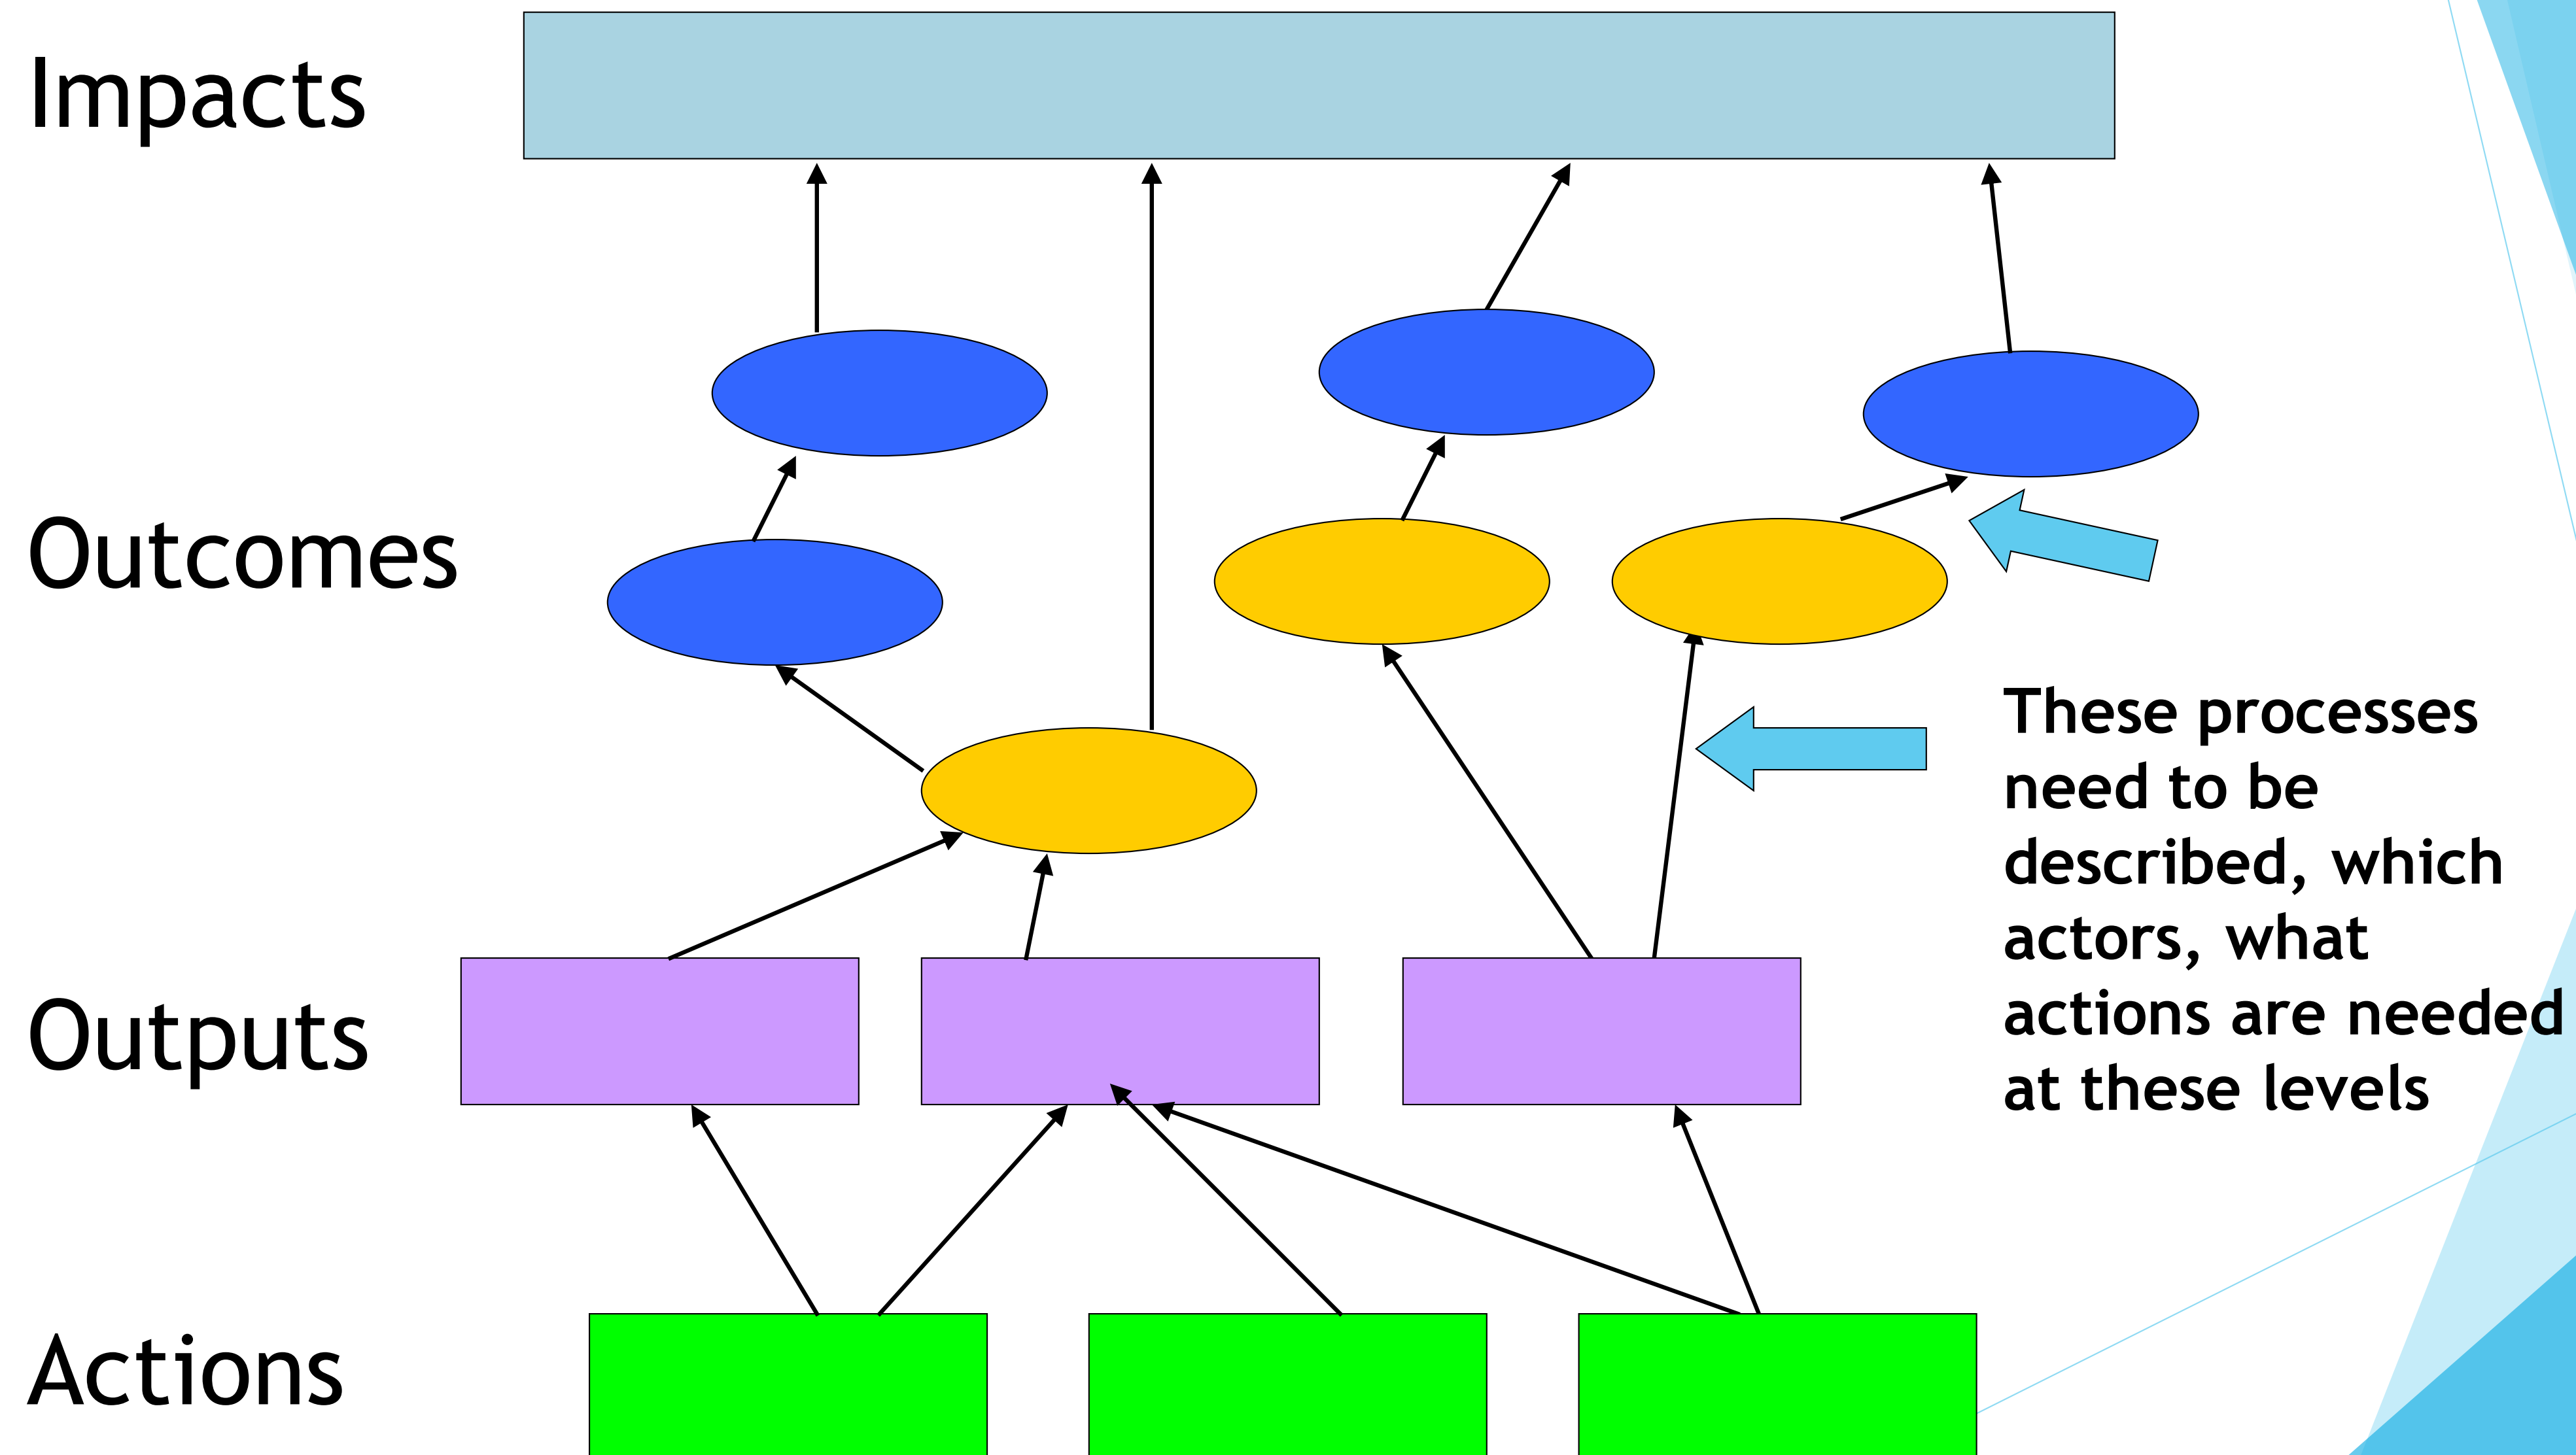 Impacts
Outcomes
These processes
need to be
described, which
actors, what
actions are needed
at these levels
Outputs
Actions